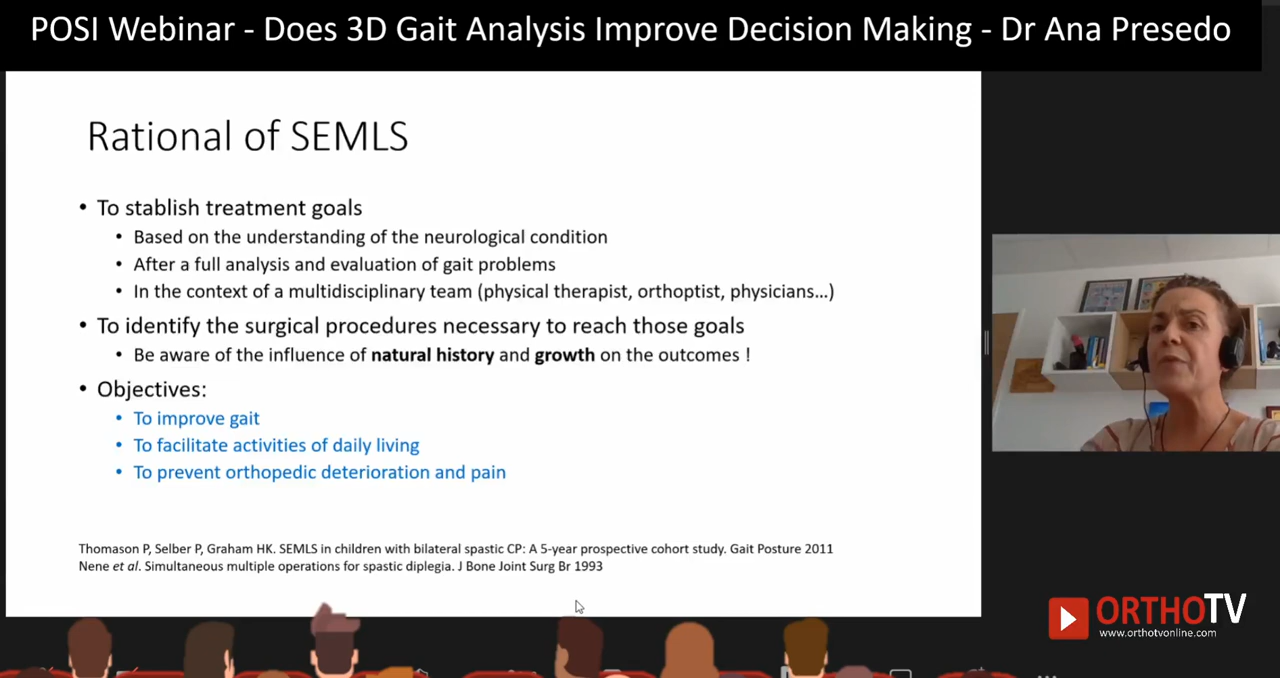 POSI Webinar - Does 3D Gait Analysis Improve Decision Making - Dr Ana Presedo
Rational of SEMLS
• To stablish treatment goals
• Based on the understanding of the neurological condition
• After a full analysis and evaluation of gait problems
• In the context of a multidisciplinary team (physical therapist, orthoptist, physicians...)
• To identify the surgical procedures necessary to reach those goals
• Be aware of the influence of natural history and growth on the outcomes !
• Objectives:
• To improve gait
• To facilitate activities of daily living
• To prevent orthopedic deterioration and pain
Thomason P, Selber P, Graham HK. SEMLS in children with bilateral spastic CP: A 5-year prospective cohort study. Gait Posture 2011
Nene et al. Simultaneous multiple operations for spastic diplegia. J Bone Joint Surg Br 1993
ORTHOTV
www.orthotvonline.com